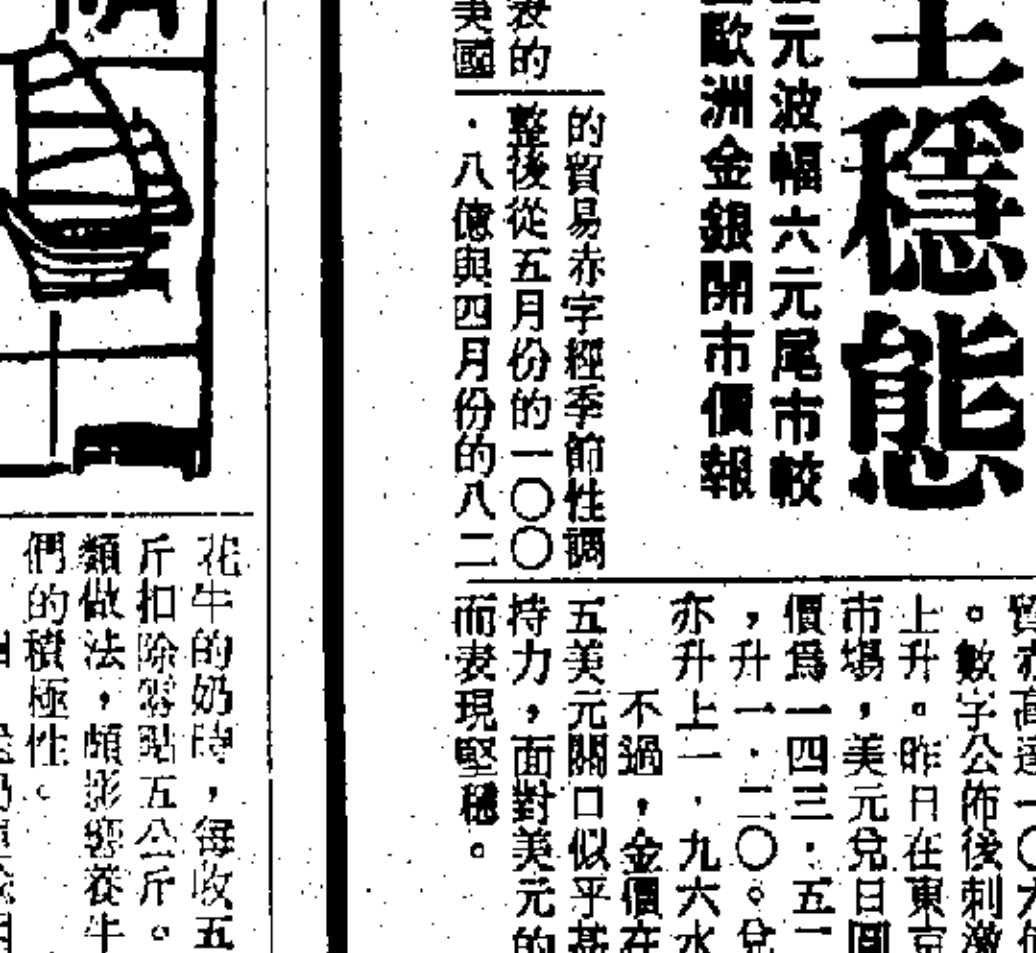 穩態
元波幅六元尾市較
歐洲金銀開市價報
表的
美國
的貿易赤字經季節性調
整後從五月份的一〇〇
・八億與四月份的八二
。數字公佈後刺激
上升。昨日在東京
市場，美元兌日圓
價爲一四三・五一
，升一・二〇。兌
亦升上一・九六水
不過，金價在
五美元關口似乎甚
持力，面對美元的
而表現堅穩。
花牛的奶時，每收五
斤扣除零點五公斤。
類做法，頗影響養牛
們的積極性。